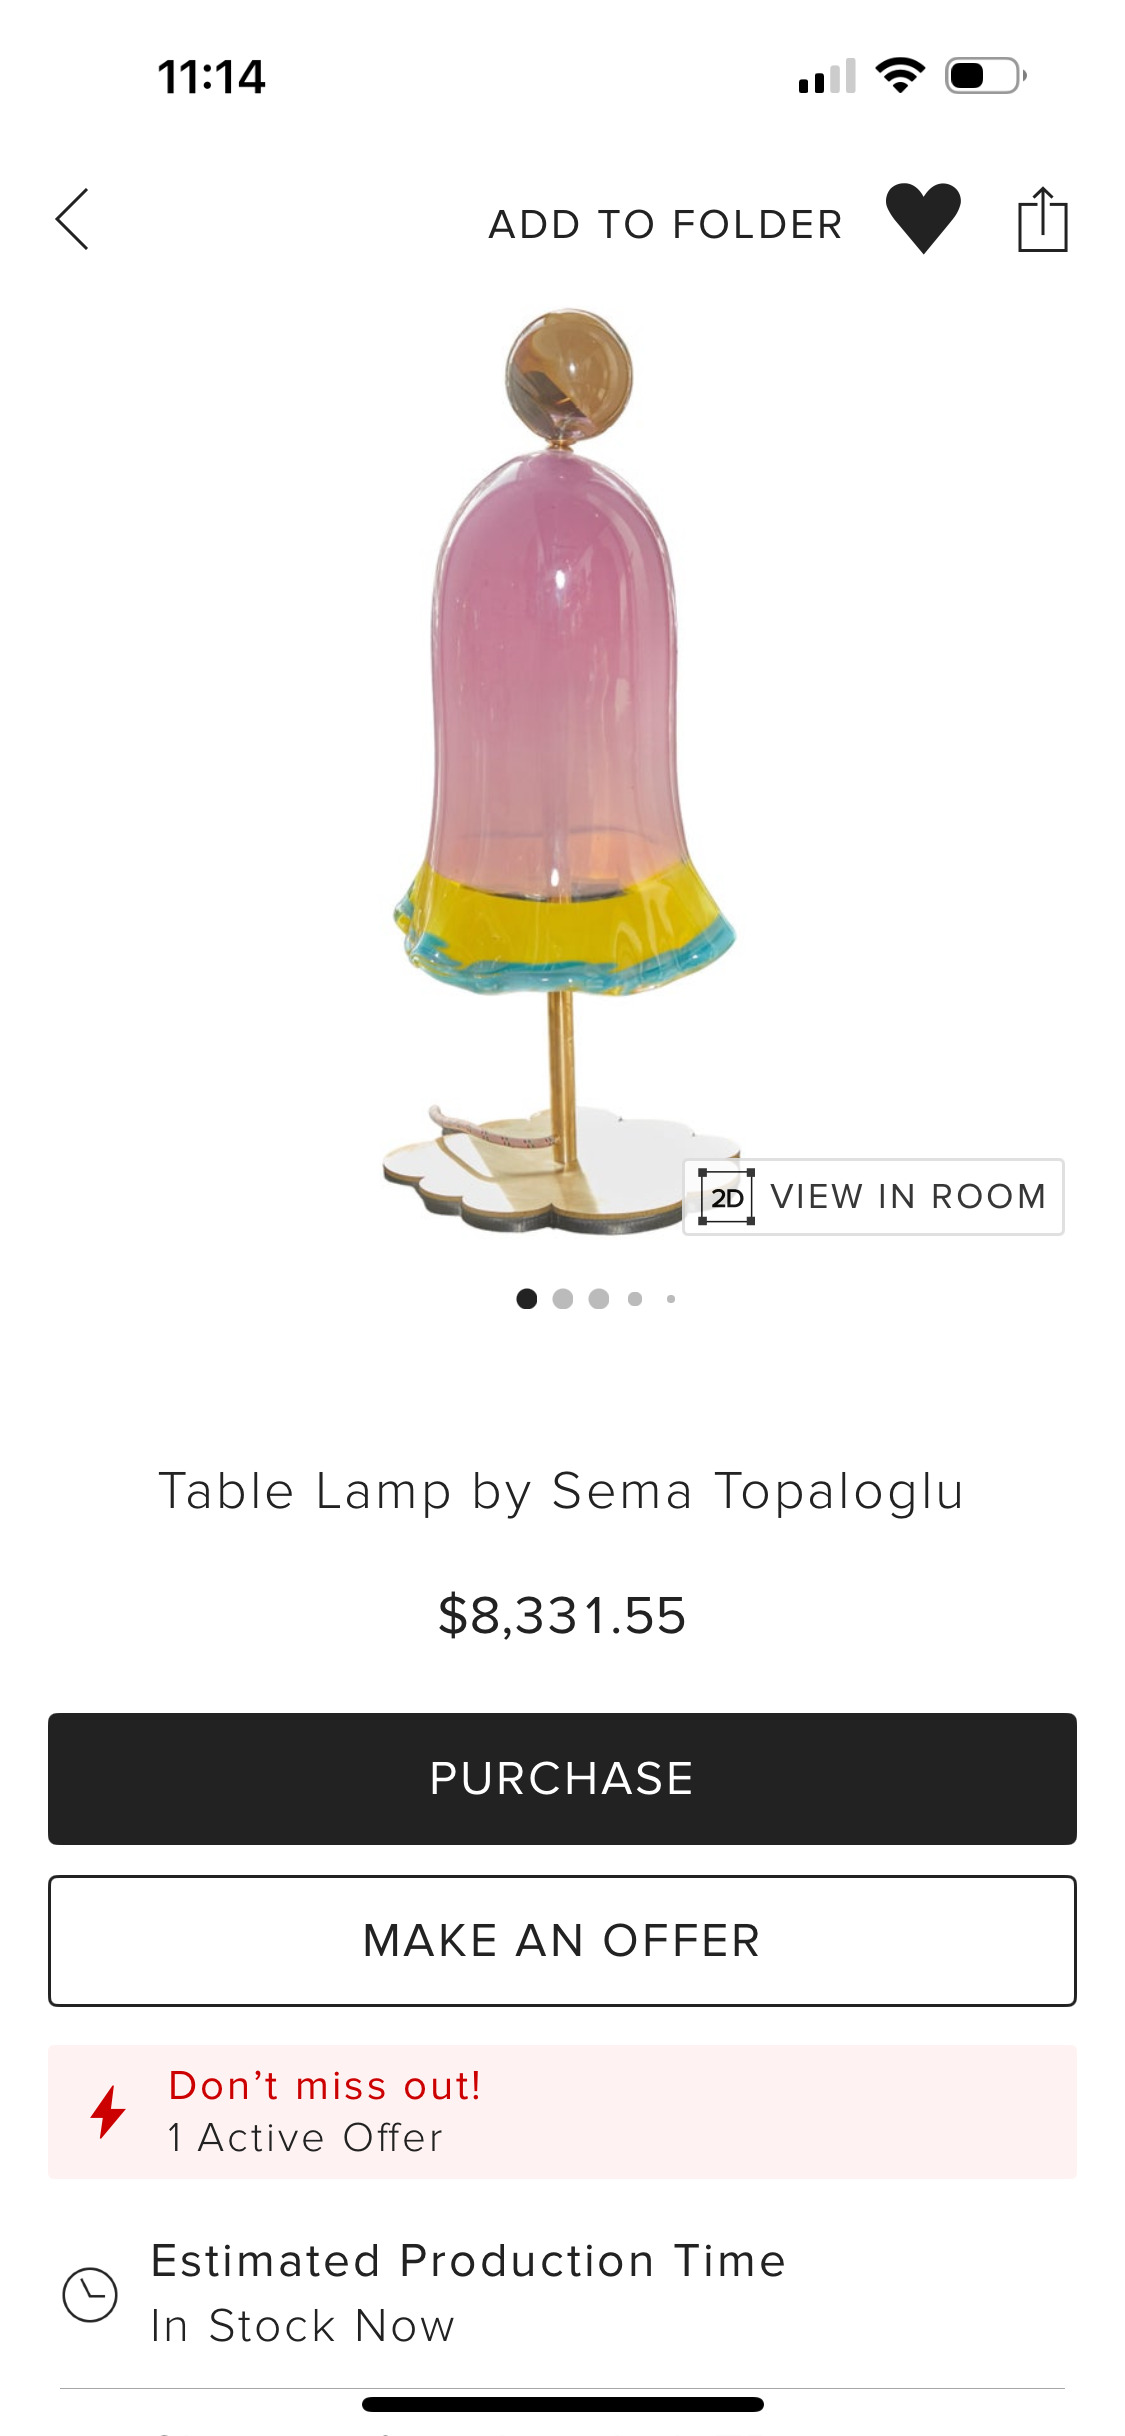 11:14
ADD TO FOLDER
2D VIEW IN ROOM
Table Lamp by Sema Topaloglu
$8,331.55
PURCHASE
MAKE AN OFFER
Don’t miss out!
1 Active Offer
Estimated Production Time
In Stock Now